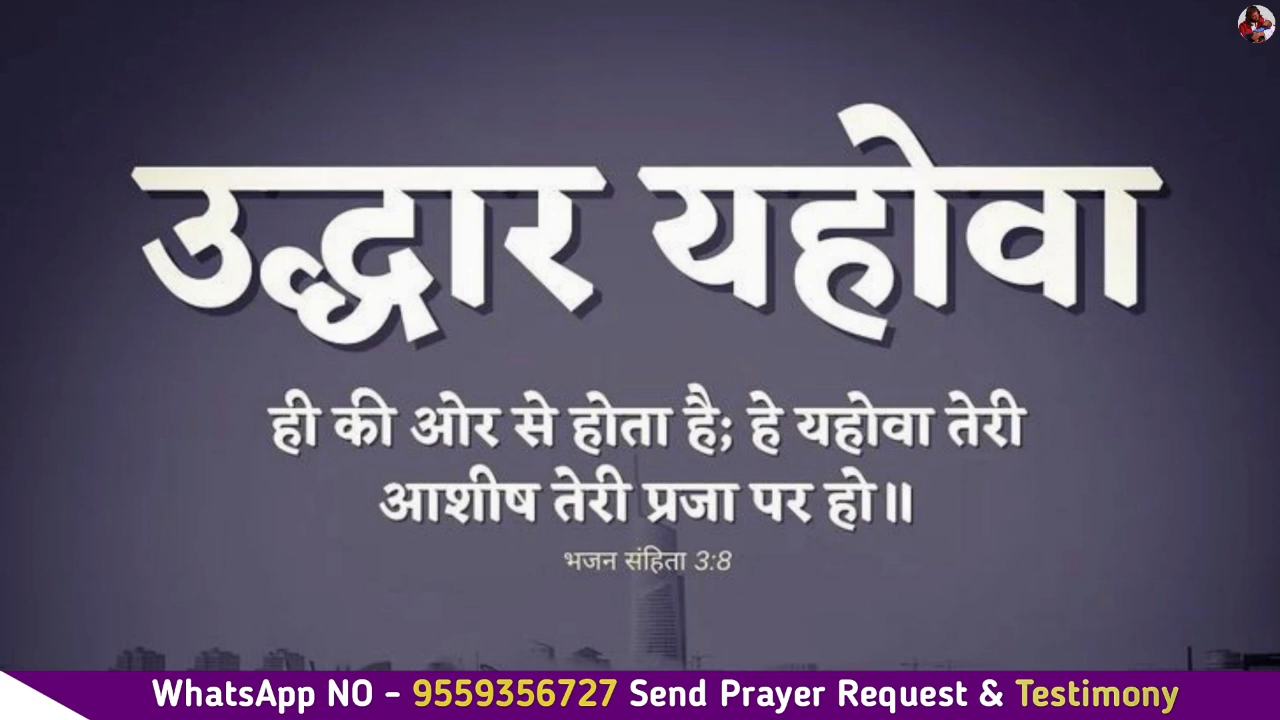 उद्धार यहोवा
ही की ओर से होता है; हे यहोवा तेरी
आशीष तेरी प्रजा पर हो॥
भजन संहिता 3:8
WhatsApp NO - 9559356727 Send Prayer Request & Testimony